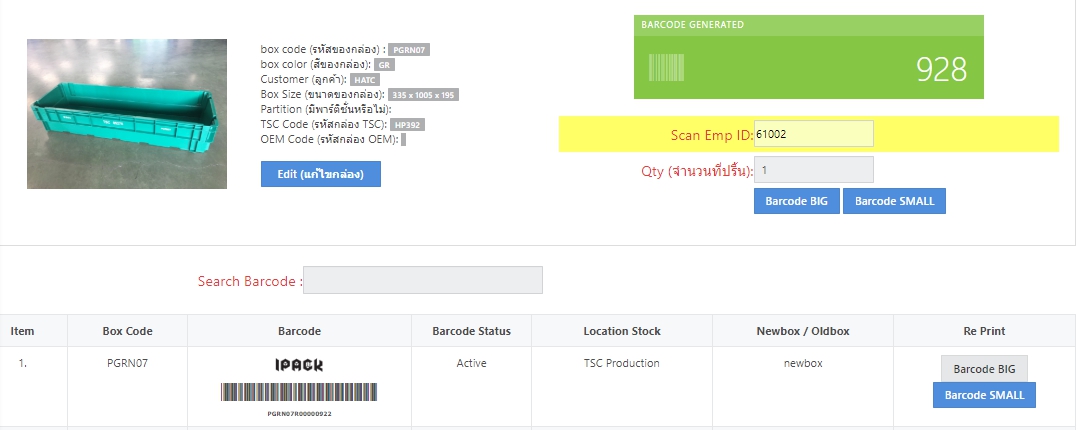 BARCODE GENERATED
928
box code (รหัสของกล่อง) : PGRN07
box color (สีของกล่อง): GR
Customer (ลูกค้า): HATC
Box Size (ขนาดของกล่อง): 335 x 1005 x 195
Partition (มีพาร์ติชั่นหรือไม่):
TSC Code (รหัสกล่อง TSC): HP392
OEM Code (รหัสกล่อง OEM):
Edit (แก้ไขกล่อง)
Scan Emp ID: 61002
Qty (จำนวนที่ปริ้น): 1
Barcode BIG Barcode SMALL
Search Barcode :
Item Box Code Barcode Barcode Status Location Stock Newbox / Oldbox Re Print
1. PGRN07 IPACK Active TSC Production newbox Barcode BIG
Barcode SMALL
PGRN07R00000922